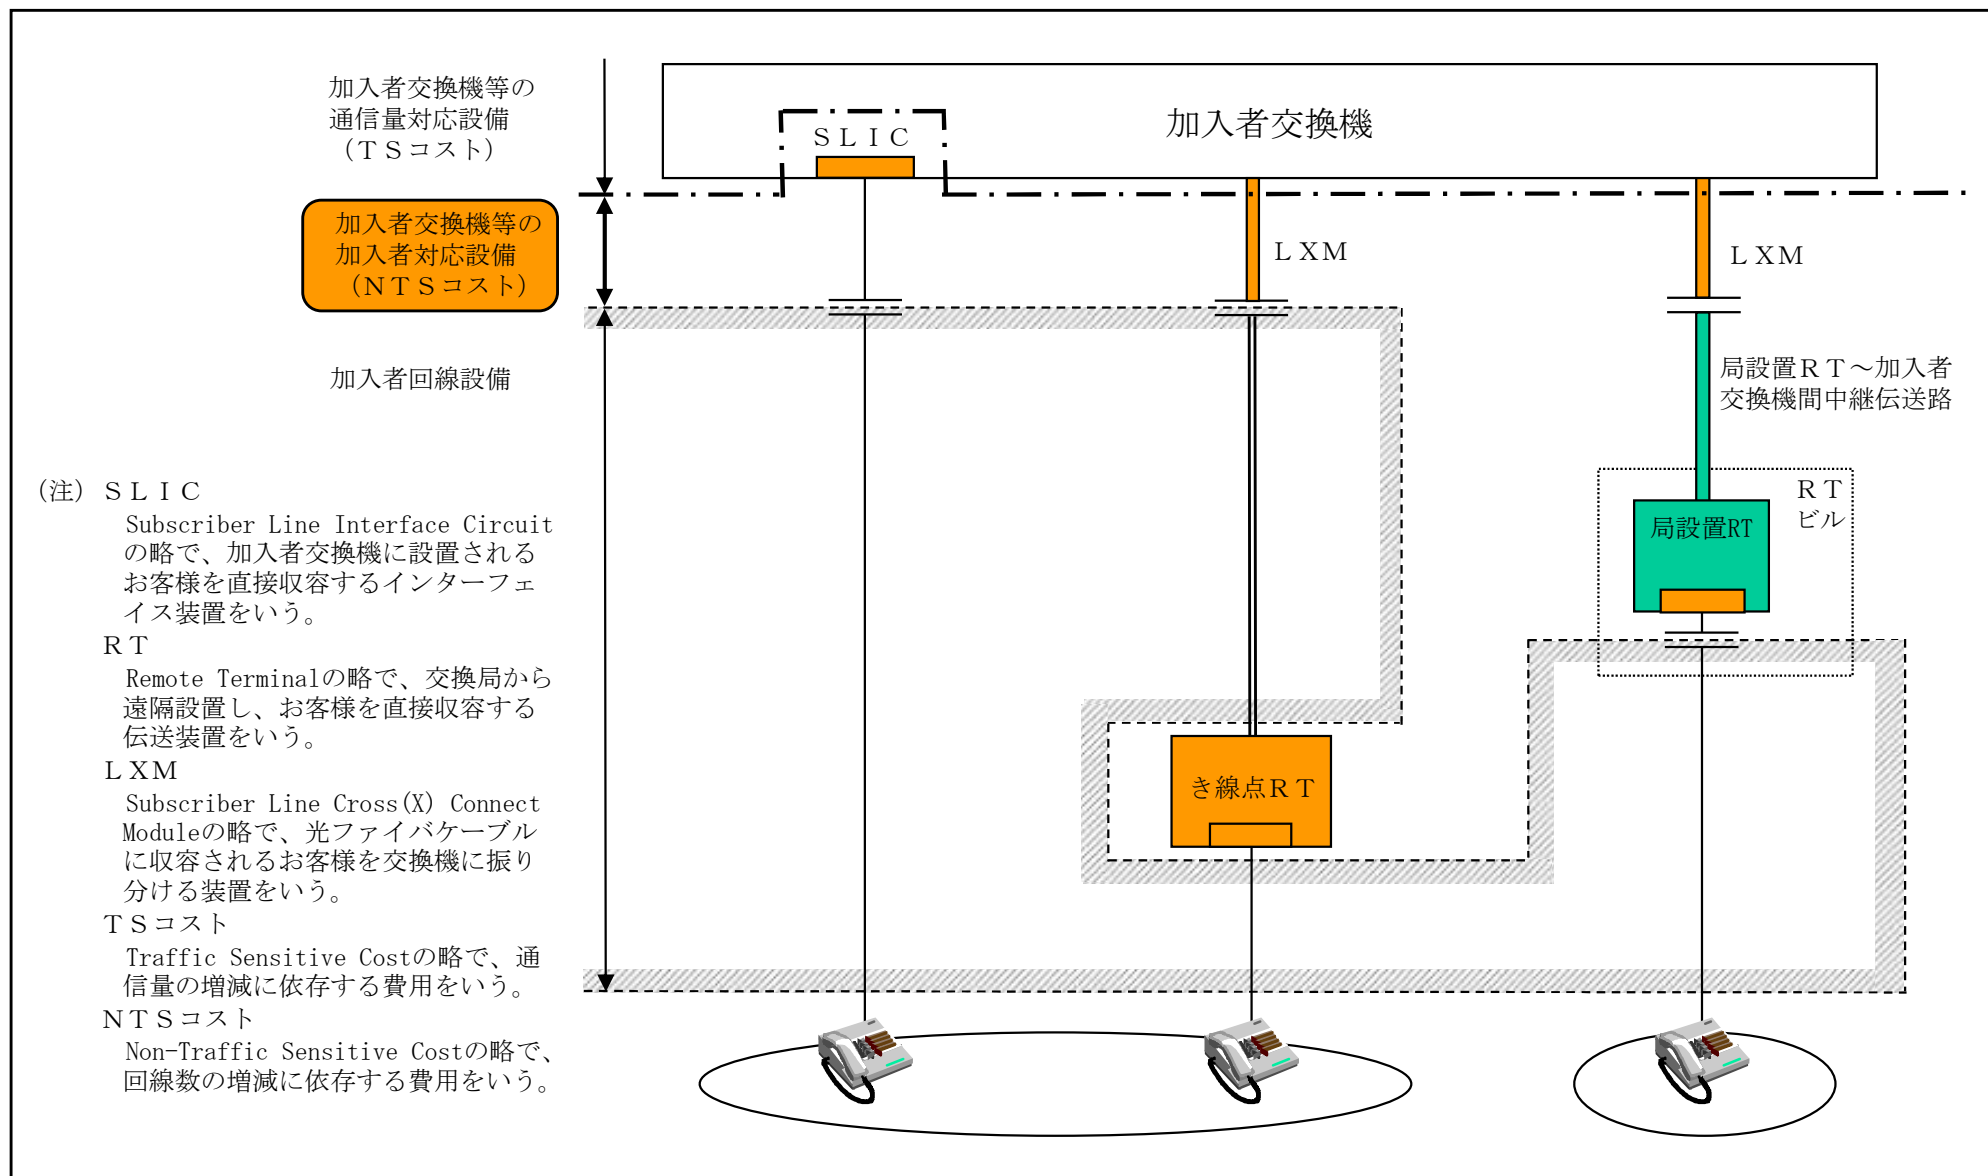 加入者交換機等の
通信量対応設備
（ＴＳコスト）
加入者交換機
ＳＬＩＣ
加入者交換機等の
加入者対応設備
（ＮＴＳコスト）
ＬＸＭ
ＬＸＭ
加入者回線設備
局設置ＲＴ～加入者
交換機間中継伝送路
ＲＴ
ビル
局設置RT
き線点ＲＴ
（注）ＳＬＩＣ
Subscriber Line Interface Circuit
の略で、加入者交換機に設置される
お客様を直接収容するインターフェ
イス装置をいう。
ＲＴ
Remote Terminalの略で、交換局から
遠隔設置し、お客様を直接収容する
伝送装置をいう。
ＬＸＭ
Subscriber Line Cross(X) Connect
Moduleの略で、光ファイバケーブル
に収容されるお客様を交換機に振り
分ける装置をいう。
ＴＳコスト
Traffic Sensitive Costの略で、通
信量の増減に依存する費用をいう。
ＮＴＳコスト
Non-Traffic Sensitive Costの略で、
回線数の増減に依存する費用をいう。